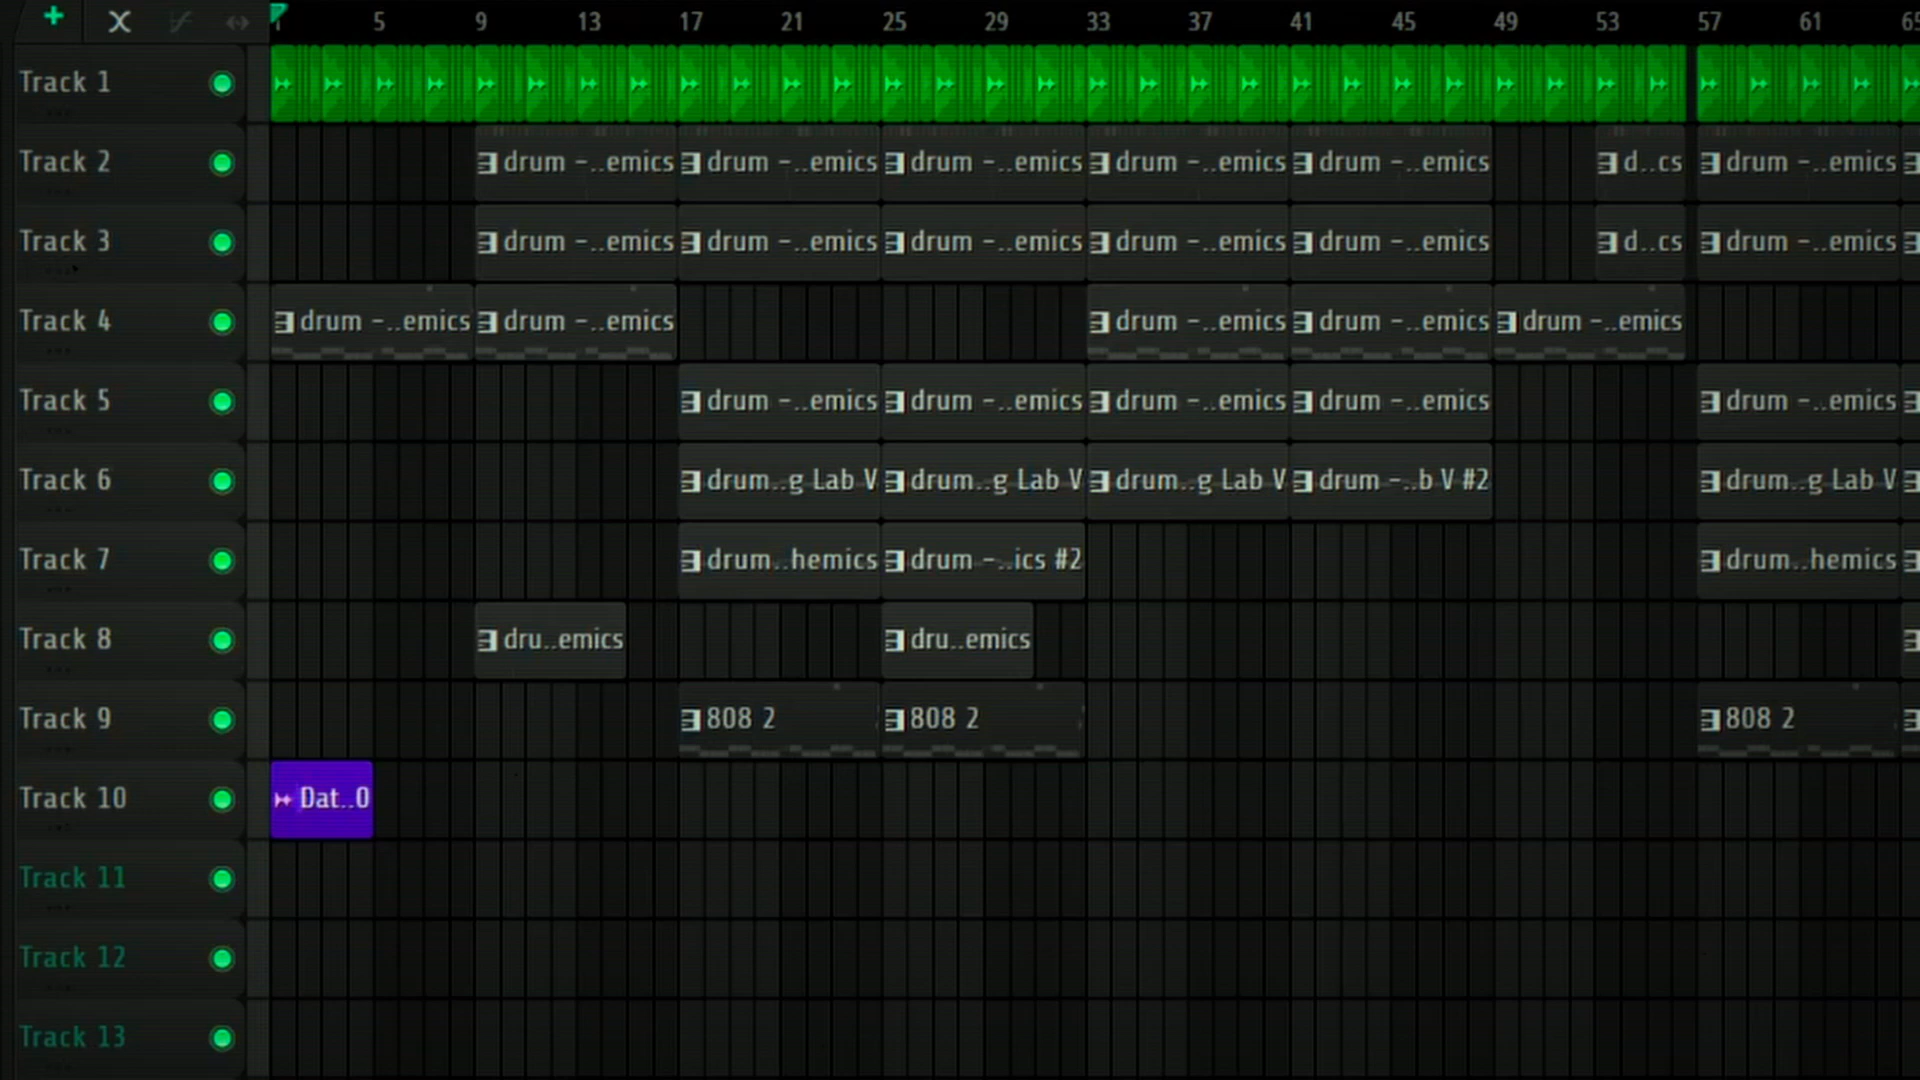 5 9 13 17 21 25 29 33 37 41 45 49 53 57 61 65
Track 1
Track 2 drum -..emics drum -..emics drum -..emics drum -..emics drum -..emics d..cs drum -..emics
Track 3 drum -..emics drum -..emics drum -..emics drum -..emics drum -..emics d..cs drum -..emics
Track 4 drum -..emics drum -..emics drum -..emics drum -..emics drum -..emics
Track 5 drum -..emics drum -..emics drum -..emics drum -..emics drum -..emics
Track 6 drum..g Lab V drum..g Lab V drum..g Lab V drum -..b V #2 drum..g Lab V
Track 7 drum..hemics drum -..ics #2 drum..hemics
Track 8 dru..emics dru..emics
Track 9 808 2 808 2 808 2
Track 10 Dat..0
Track 11
Track 12
Track 13